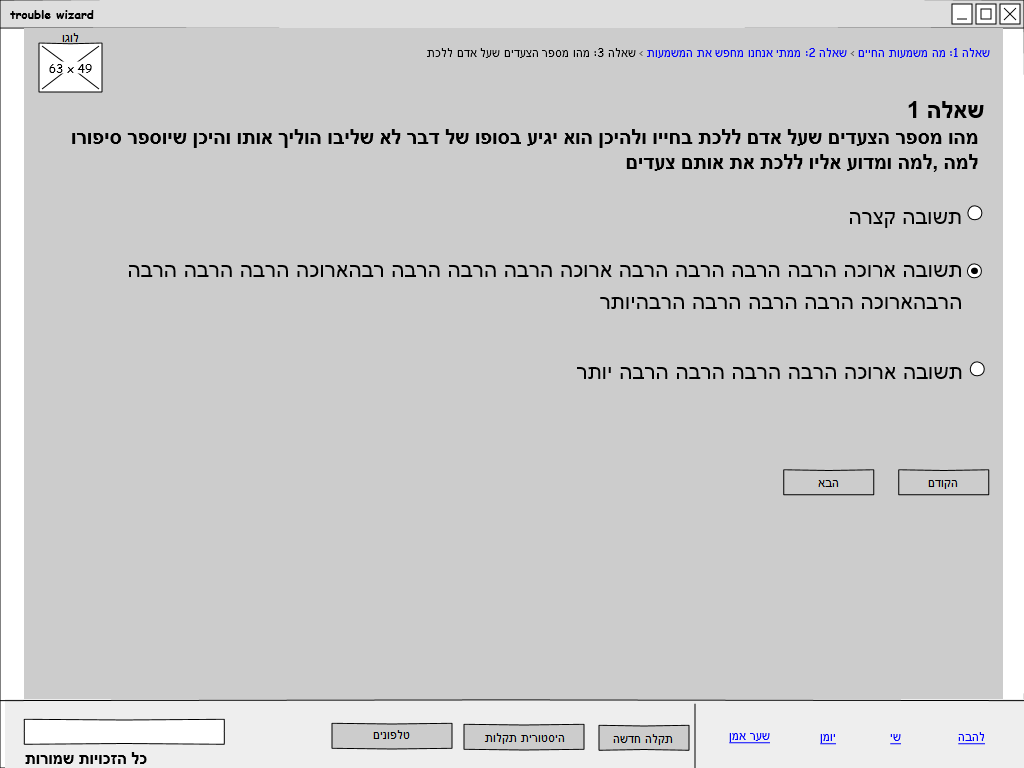 trouble wizard
לוגו
63 x 49
שאלה 1: מה משמעות החיים > שאלה 2: ממתי אנחנו מחפש את המשמעות > שאלה 3: מהו מספר הצעדים שעל אדם ללכת
שאלה 1
מהו מספר הצעדים שעל אדם ללכת בחייו ולהיכן הוא יגיע בסופו של דבר לא שליבו הוליך אותו והיכן שיוספר סיפורו
למה ,למה ומדוע אליו ללכת את אותם צעדים
תשובה קצרה
תשובה ארוכה הרבה הרבה הרבה הרבה ארוכה הרבה הרבה הרבה רבהארוכה הרבה הרבה הרבה
הרבהארוכה הרבה הרבה הרבה הרבהיותר
תשובה ארוכה הרבה הרבה הרבה הרבה יותר
הקודם
הבא
להבה
שי
יומן
שער אמן
תקלה חדשה
היסטורית תקלות
טלפונים
כל הזכויות שמורות